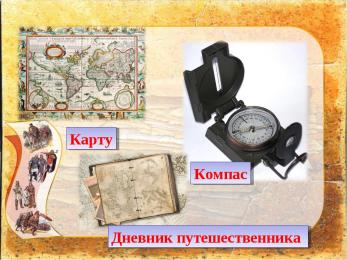 Карту
Компас
Дневник путешественника